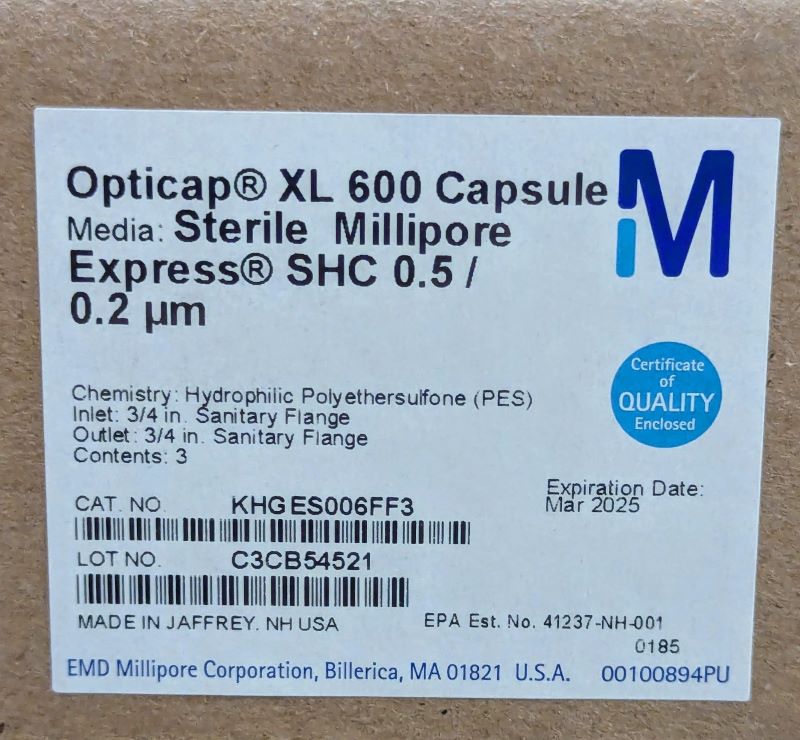 Opticap® XL 600 Capsule
Media: Sterile Millipore
Express® SHC 0.5 /
0.2 µm
Certificate
of
QUALITY
Enclosed
Chemistry: Hydrophilic Polyethersulfone (PES)
Inlet: 3/4 in. Sanitary Flange
Outlet: 3/4 in. Sanitary Flange
Contents: 3
Expiration Date:
Mar 2025
CAT. NO. KHGES006FF3
LOT NO. C3CB54521
MADE IN JAFFREY. NH USA EPA Est. No. 41237-NH-001
0185
EMD Millipore Corporation, Billerica, MA 01821 U.S.A. 00100894PU
M